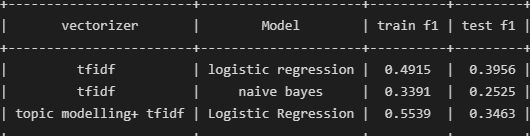 vectorizer | Model | train f1 | test f1
tfidf | logistic regression | 0.4915 | 0.3956
tfidf | naive bayes | 0.3391 | 0.2525
topic modelling+ tfidf | Logistic Regression | 0.5539 | 0.3463